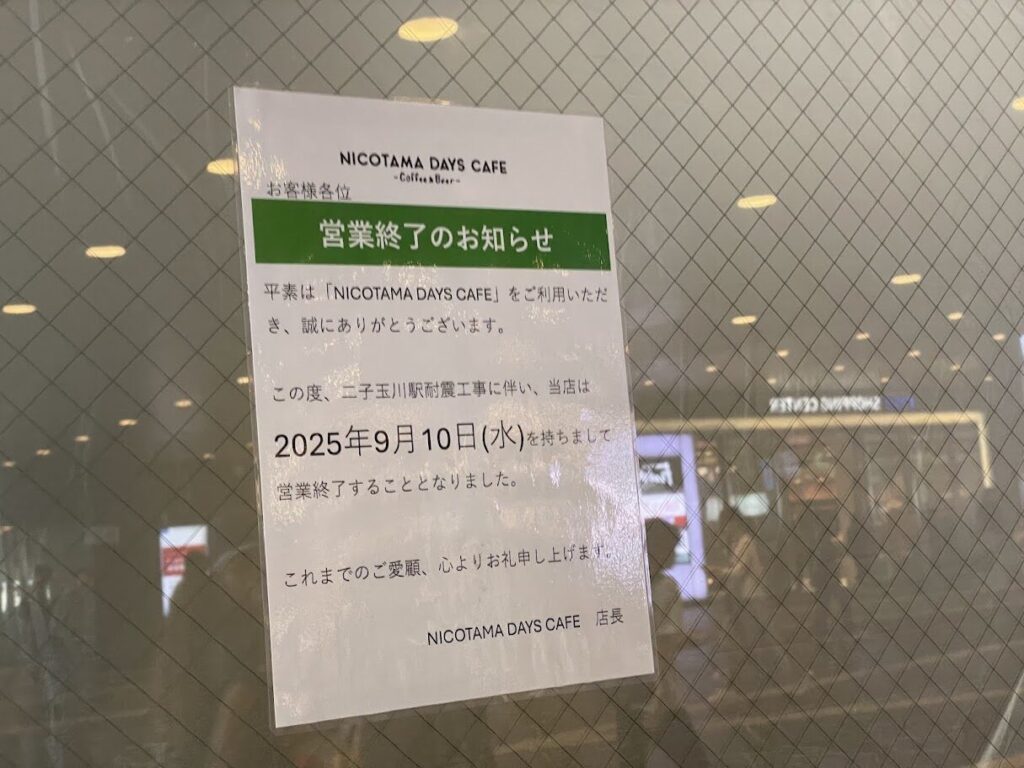 NICOTAMA DAYS CAFE
-Coffee&Beer-
お客様各位
営業終了のお知らせ
平素は「NICOTAMA DAYS CAFE」をご利用いただ
き、誠にありがとうございます。
この度、二子玉川駅耐震工事に伴い、当店は
2025年9月10日(水)を持ちまして
営業終了することとなりました。
これまでのご愛顧、心よりお礼申し上げます。
NICOTAMA DAYS CAFE 店長
SHOPPING CENTER